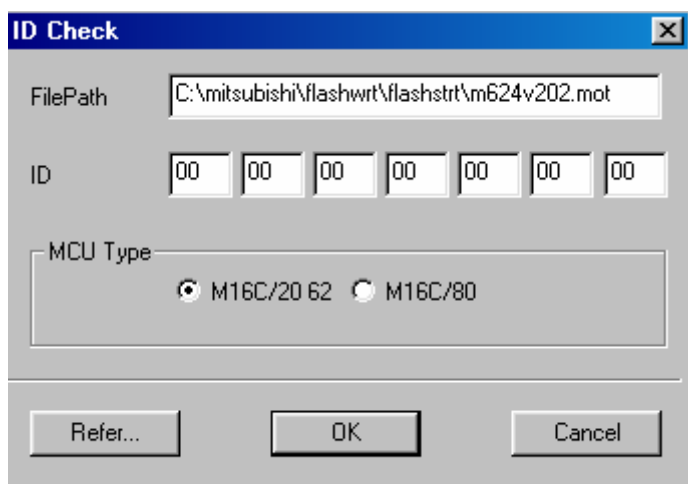 ID Check
FilePath C:\mitsubishi\flashwrt\flashstrt\m624v202.mot
ID 00 00 00 00 00 00 00
MCU Type
M16C/20 62 M16C/80
Refer... OK Cancel